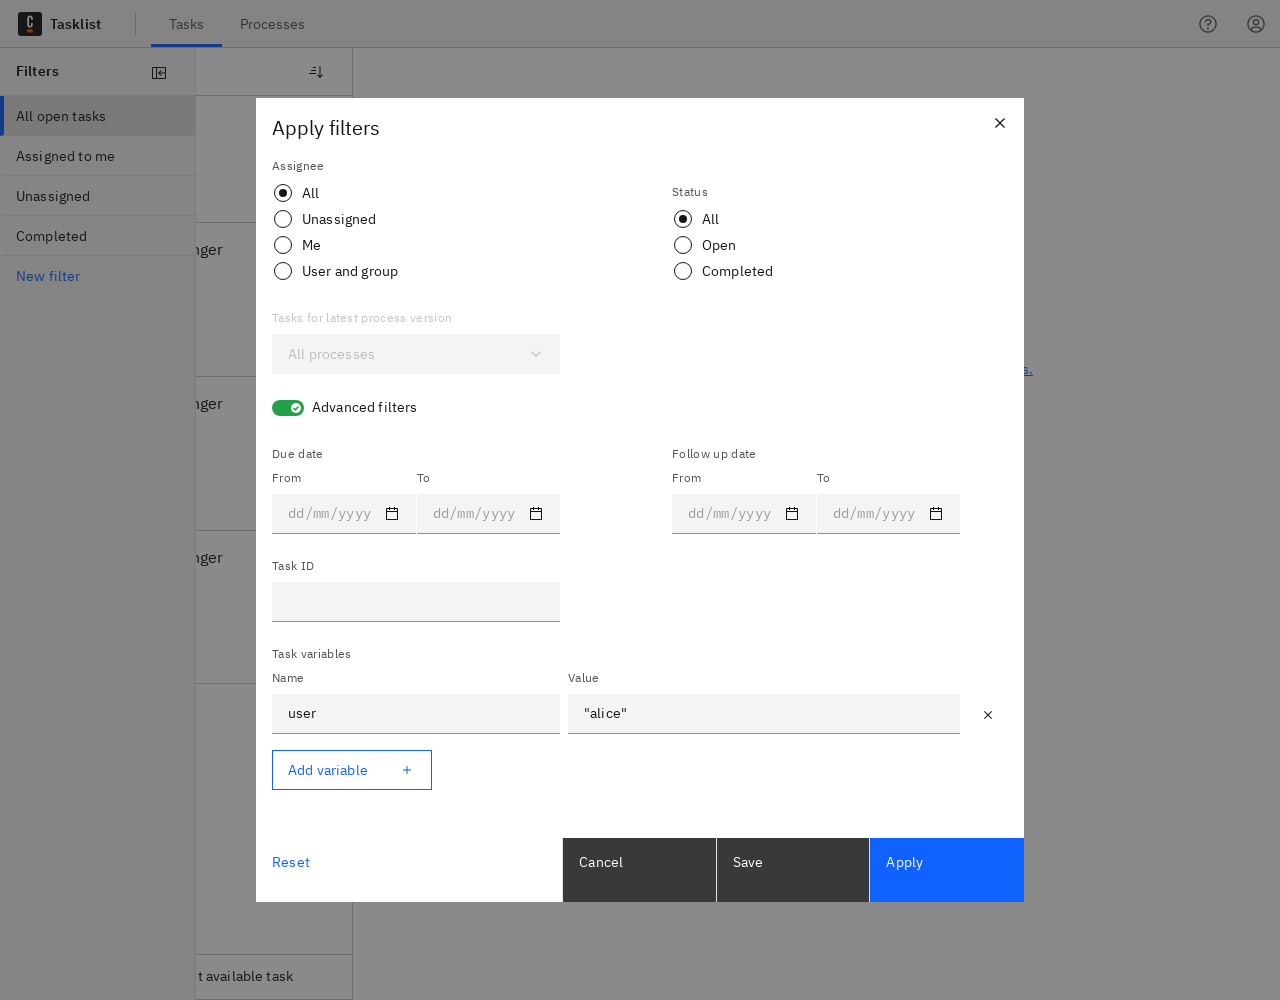 Tasklist
Tasks
Processes
Filters
All open tasks
Assigned to me
Unassigned
Completed
New filter
nger
nger
nger
t available task
s.
Apply filters
Assignee
All
Unassigned
Me
User and group
Status
All
Open
Completed
Tasks for latest process version
All processes
Advanced filters
Due date
From
To
dd/mm/yyyy
dd/mm/yyyy
Follow up date
From
To
dd/mm/yyyy
dd/mm/yyyy
Task ID
Task variables
Name
Value
user
"alice"
Add variable
Reset
Cancel
Save
Apply